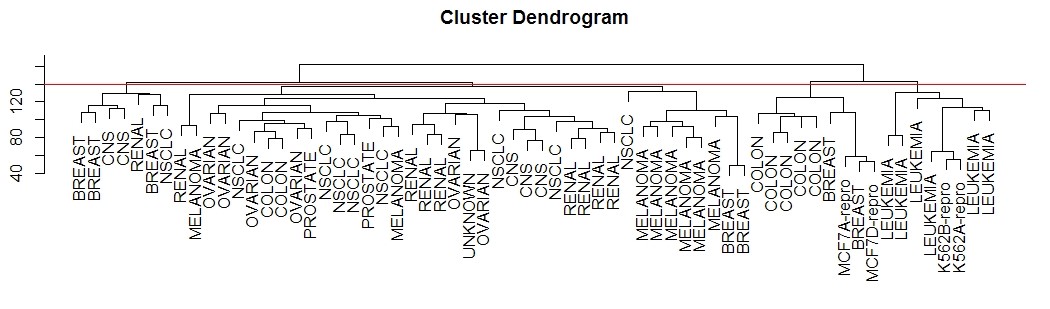 Cluster Dendrogram
120
80
40
BREAST
BREAST
CNS
CNS
RENAL
BREAST
NSCLC
RENAL
MELANOMA
OVARIAN
OVARIAN
NSCLC
OVARIAN
COLON
COLON
OVARIAN
PROSTATE
NSCLC
NSCLC
NSCLC
PROSTATE
NSCLC
MELANOMA
RENAL
RENAL
RENAL
OVARIAN
UNKNOWN
OVARIAN
NSCLC
CNS
CNS
CNS
NSCLC
RENAL
RENAL
RENAL
RENAL
NSCLC
MELANOMA
MELANOMA
MELANOMA
MELANOMA
MELANOMA
MELANOMA
BREAST
BREAST
COLON
COLON
COLON
COLON
COLON
BREAST
MCF7A-repro
BREAST
MCF7D-repro
LEUKEMIA
LEUKEMIA
LEUKEMIA
LEUKEMIA
K562B-repro
K562A-repro
LEUKEMIA
LEUKEMIA